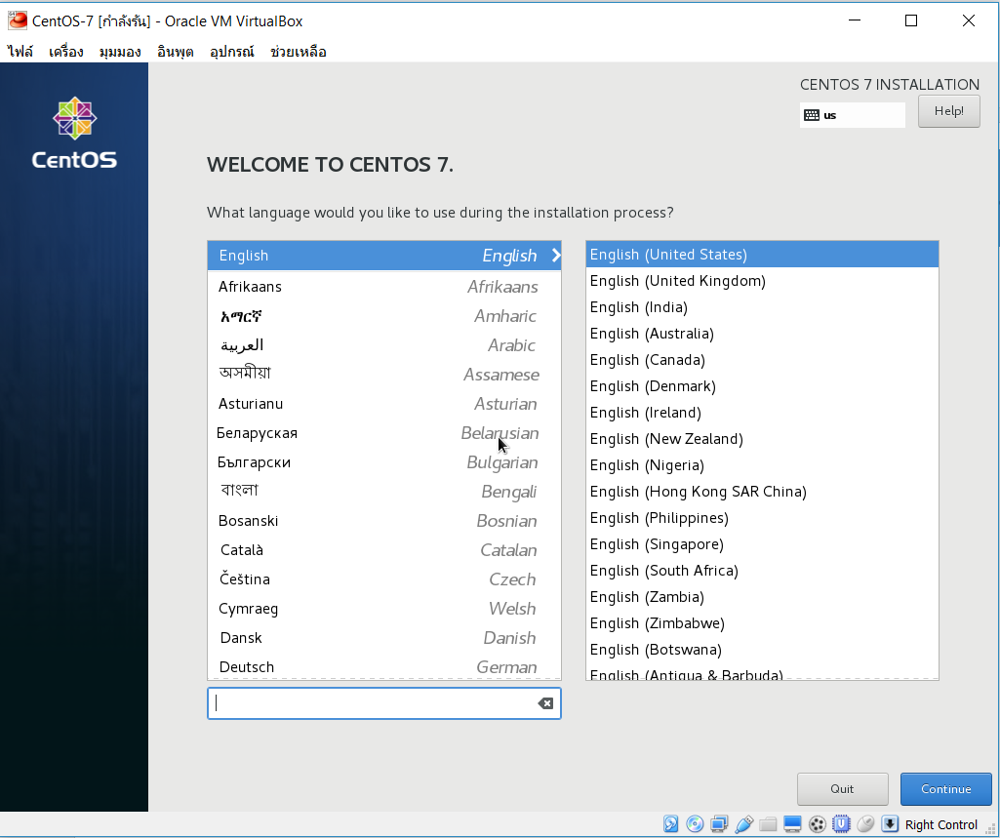 CentOS-7 [กำลังรัน] - Oracle VM VirtualBox
ไฟล์ เครื่อง มุมมอง อินพุต อุปกรณ์ ช่วยเหลือ
CentOS
CENTOS 7 INSTALLATION
us Help!
WELCOME TO CENTOS 7.
What language would you like to use during the installation process?
English English
Afrikaans Afrikaans
አማርኛ Amharic
العربية Arabic
অসমীয়া Assamese
Asturianu Asturian
Беларуская Belarusian
Български Bulgarian
বাংলা Bengali
Bosanski Bosnian
Català Catalan
Čeština Czech
Cymraeg Welsh
Dansk Danish
Deutsch German
English (United States)
English (United Kingdom)
English (India)
English (Australia)
English (Canada)
English (Denmark)
English (Ireland)
English (New Zealand)
English (Nigeria)
English (Hong Kong SAR China)
English (Philippines)
English (Singapore)
English (South Africa)
English (Zambia)
English (Zimbabwe)
English (Botswana)
English (Antigua & Barbuda)
Quit Continue
Right Control